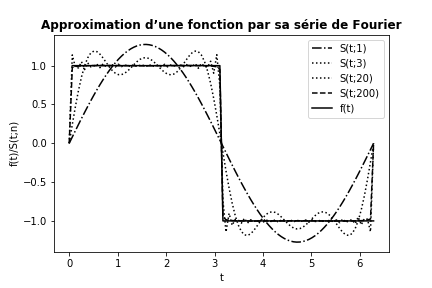 Approximation d’une fonction par sa série de Fourier
S(t;1)
S(t;3)
S(t;20)
S(t;200)
f(t)
f(t)/S(t;n)
1.0
0.5
0.0
−0.5
−1.0
0 1 2 3 4 5 6
t